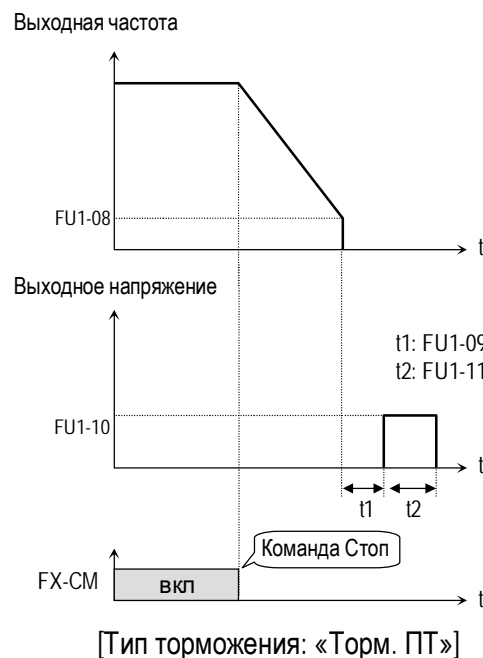 Выходная частота
FU1-08
t
Выходное напряжение
t1: FU1-09
t2: FU1-11
FU1-10
t
t1 t2
Команда Стоп
FX-CM
вкл
t
[Тип торможения: «Торм. ПТ»]